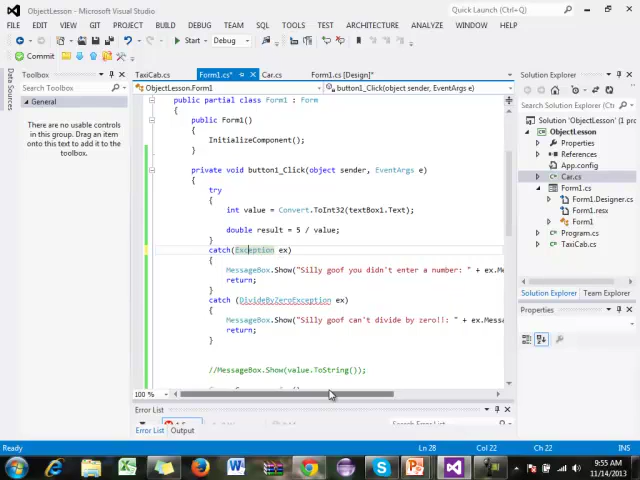 ObjectLesson - Microsoft Visual Studio
Quick Launch (Ctrl+Q)
FILE EDIT VIEW GIT PROJECT BUILD DEBUG TEAM TOOLS TEST ARCHITECTURE ANALYZE WINDOW HELP
Start Debug
Commit
Data Sources
Toolbox
Search Toolbox
General
There are no usable controls
in this group. Drag an item
onto this text to add it to the
toolbox.
TaxiCab.cs Form1.cs* Car.cs Form1.cs [Design]*
ObjectLesson.Form1 button1_Click(object sender, EventArgs e)
public partial class Form1 : Form
{
public Form1()
{
InitializeComponent();
}
private void button1_Click(object sender, EventArgs e)
try
{
int value = Convert.ToInt32(textBox1.Text);
double result = 5 / value;
}
catch(Exception ex)
{
MessageBox.Show("Silly goof you didn't enter a number: " + ex.M
return;
}
catch (DivideByZeroException ex)
{
MessageBox.Show("Silly goof can't divide by zero!!: " + ex.Messa
return;
}
//MessageBox.Show(value.ToString());
100 %
Error List
Error List Output
Solution Explorer
Search Solution Explorer
ObjectLesson
Properties
References
App.config
Car.cs
Form1.cs
Form1.Designer.cs
Form1.resx
Form1
Program.cs
TaxiCab.cs
Solution Explorer Team Explorer
Properties
Ready Ln 28 Col 22 Ch 22 INS
9:55 AM
11/14/2013